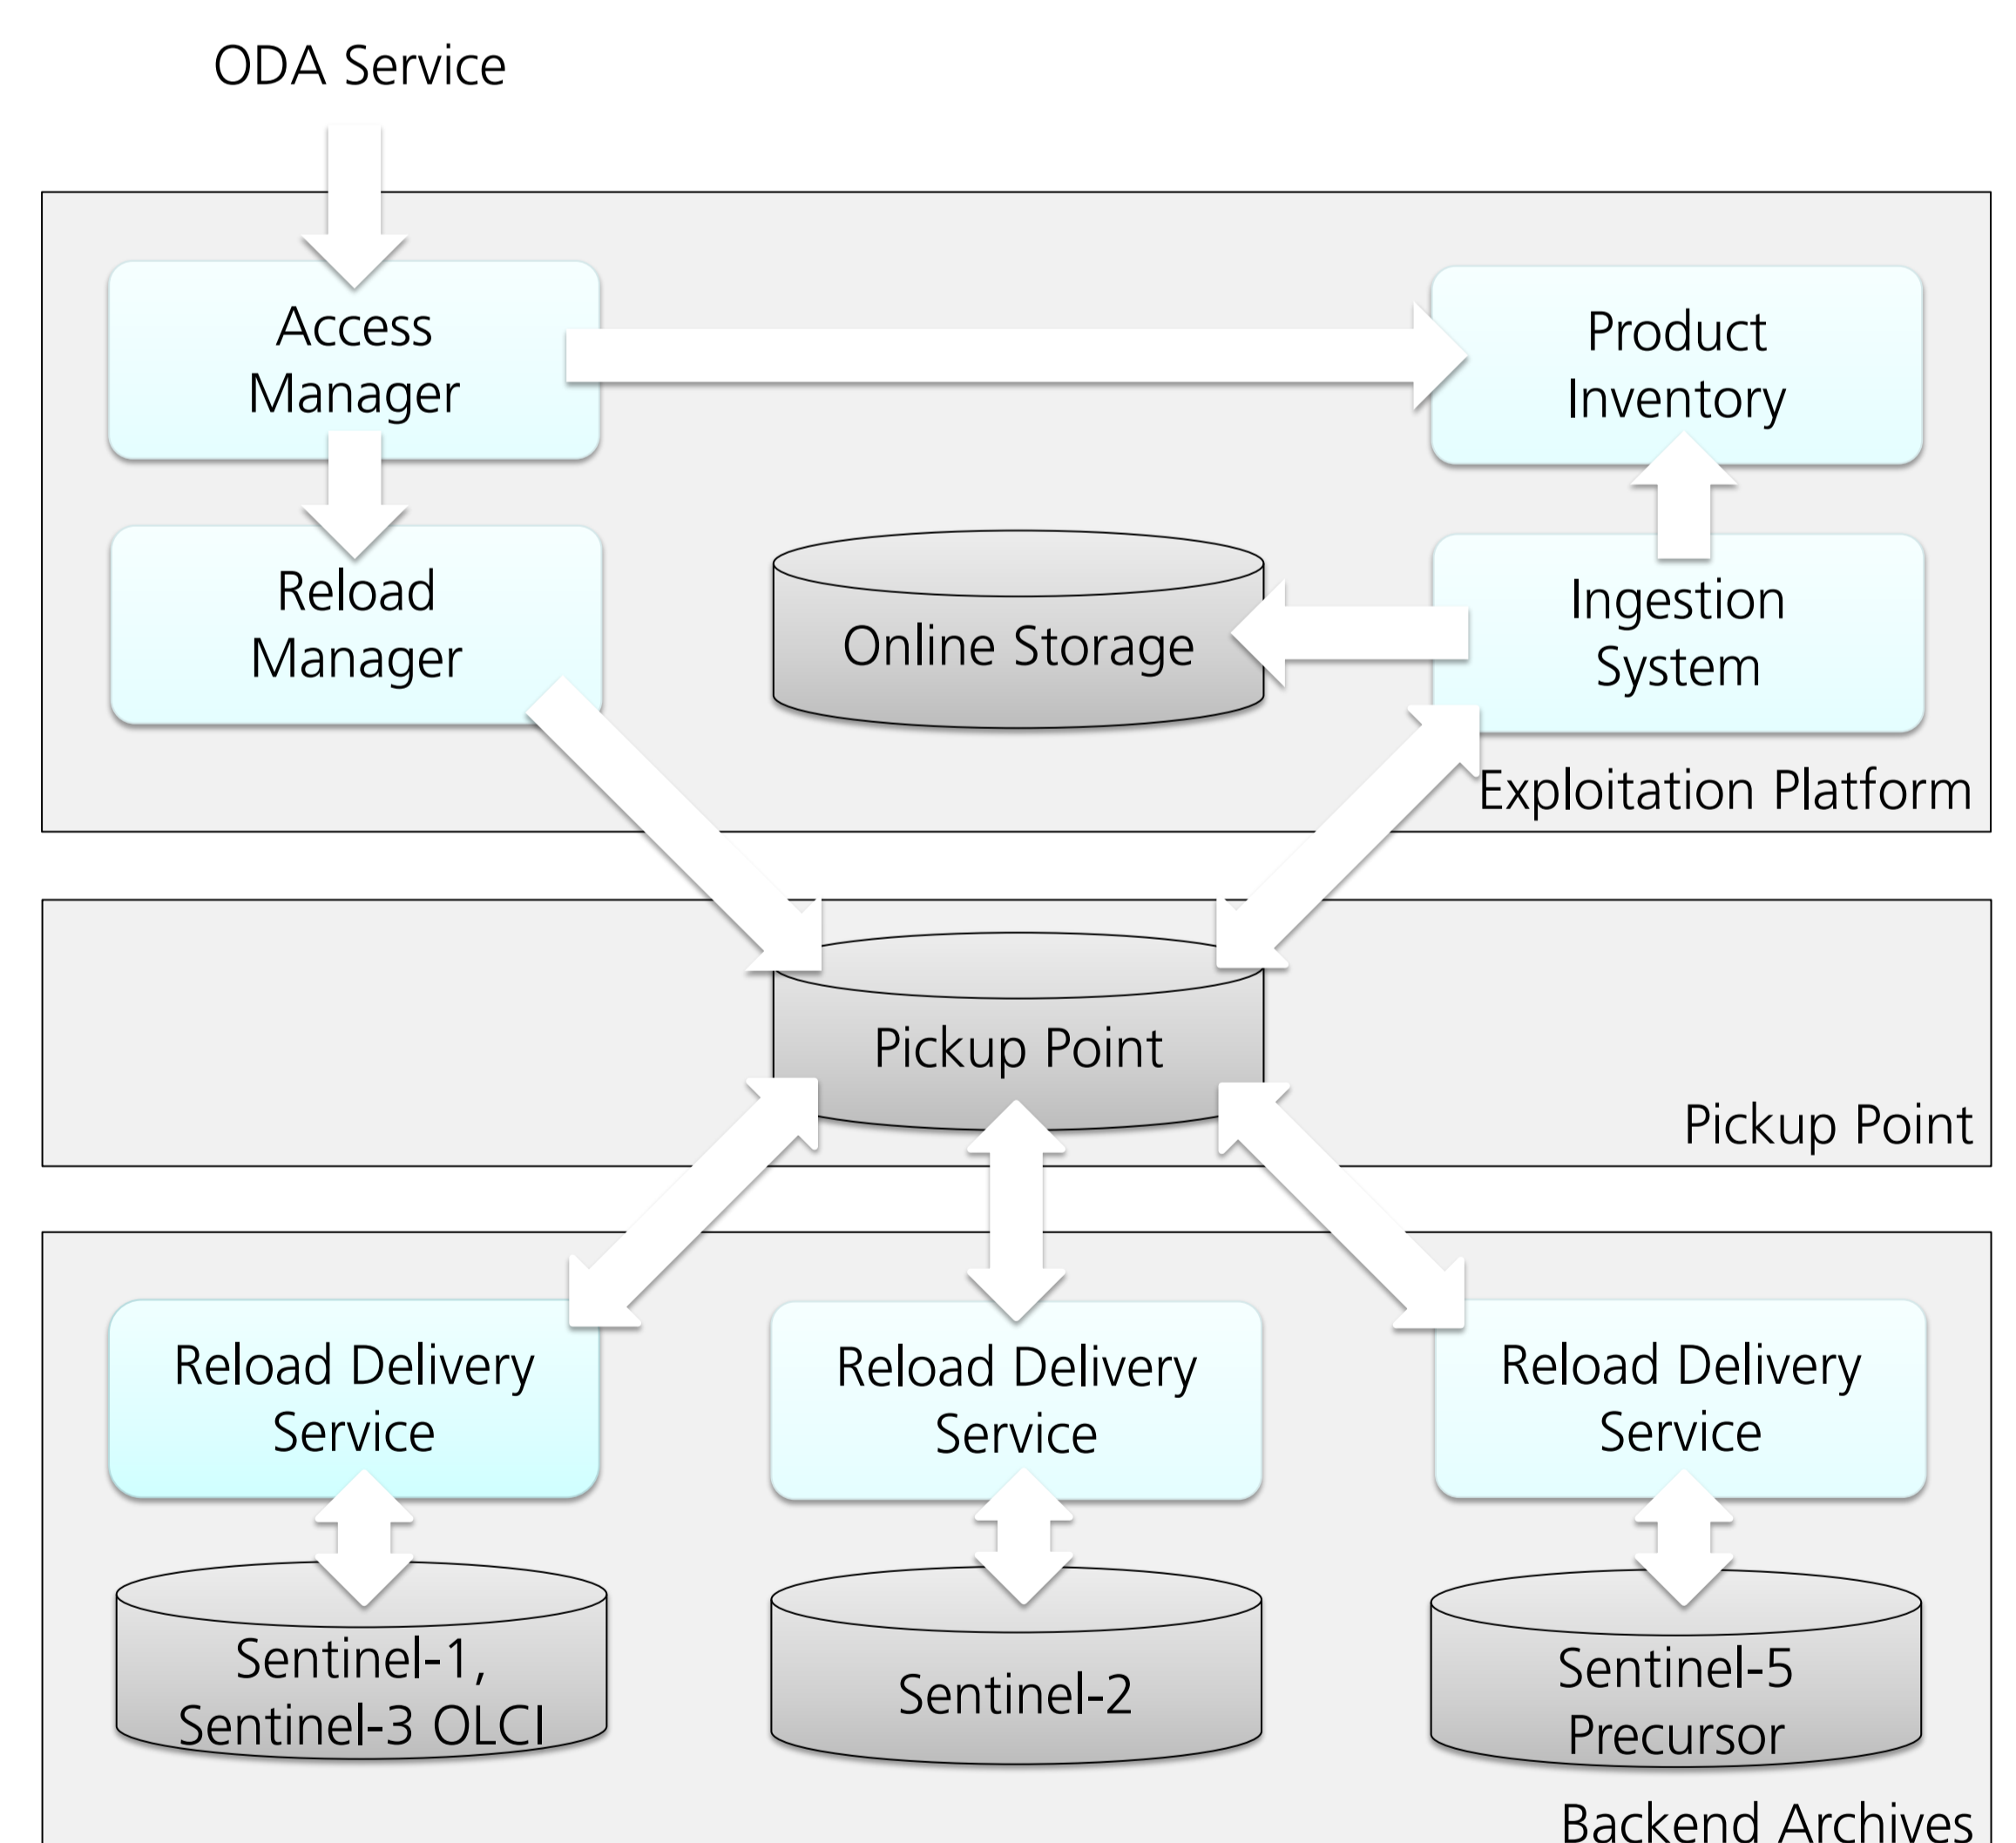 ODA Service
Access
Manager
Product
Inventory
Reload
Manager
Online Storage
Ingestion
System
Exploitation Platform
Pickup Point
Pickup Point
Reload Delivery
Service
Reload Delivery
Service
Reload Delivery
Service
Sentinel-1,
Sentinel-3 OLCI
Sentinel-2
Sentinel-5
Precursor
Backend Archives